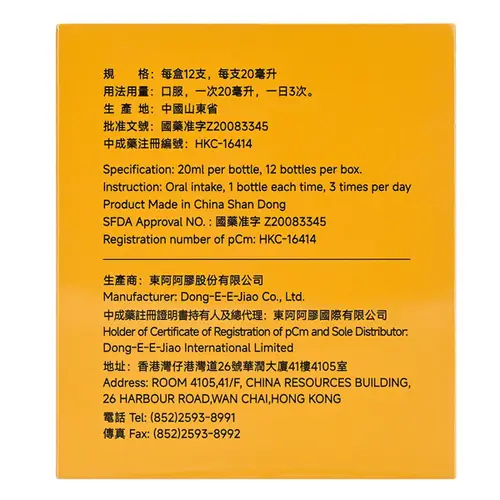 規　　格：每盒12支，每支20毫升
用法用量：口服，一次20毫升，一日3次。
生 產 地：中國山東省
批准文號：國藥准字Z20083345
中成藥註冊編號：HKC-16414
Specification: 20ml per bottle, 12 bottles per box.
Instruction: Oral intake, 1 bottle each time, 3 times per day
Product Made in China Shan Dong
SFDA Approval NO. : 國藥准字 Z20083345
Registration number of pCm: HKC-16414
生產商：東阿阿膠股份有限公司
Manufacturer: Dong-E-E-Jiao Co., Ltd.
中成藥註冊證明書持有人及總代理：東阿阿膠國際有限公司
Holder of Certificate of Registration of pCm and Sole Distributor:
Dong-E-E-Jiao International Limited
地址：香港灣仔港灣道26號華潤大廈41樓4105室
Address: ROOM 4105,41/F, CHINA RESOURCES BUILDING,
26 HARBOUR ROAD,WAN CHAI,HONG KONG
電話 Tel: (852)2593-8991
傳真 Fax: (852)2593-8992